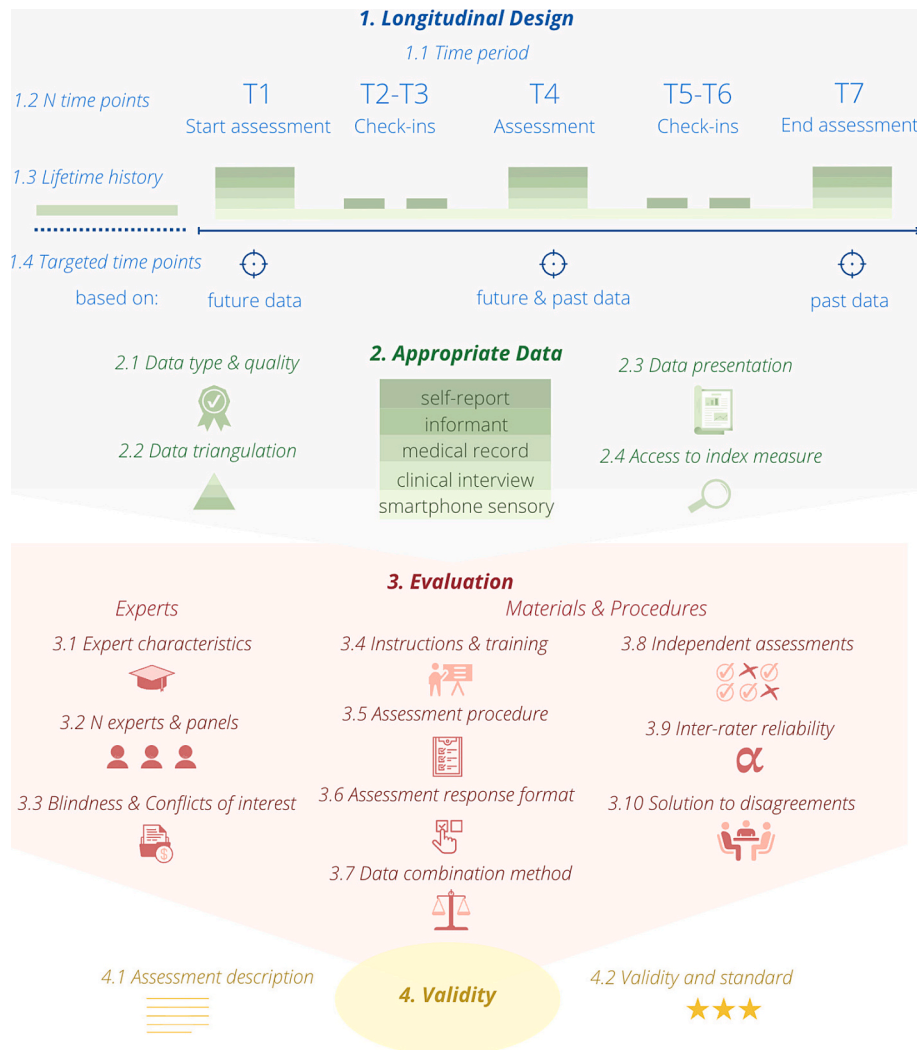 1. Longitudinal Design
1.1 Time period
1.2 N time points
T1
Start assessment
T2-T3
Check-ins
T4
Assessment
T5-T6
Check-ins
T7
End assessment
1.3 Lifetime history
1.4 Targeted time points
based on:
future data
future & past data
past data
2. Appropriate Data
2.1 Data type & quality
2.2 Data triangulation
self-report
informant
medical record
clinical interview
smartphone sensory
2.3 Data presentation
2.4 Access to index measure
3. Evaluation
Experts
3.1 Expert characteristics
3.2 N experts & panels
3.3 Blindness & Conflicts of interest
$
Materials & Procedures
3.4 Instructions & training
3.5 Assessment procedure
3.6 Assessment response format
3.7 Data combination method
3.8 Independent assessments
3.9 Inter-rater reliability
α
3.10 Solution to disagreements
4. Validity
4.1 Assessment description
4.2 Validity and standard